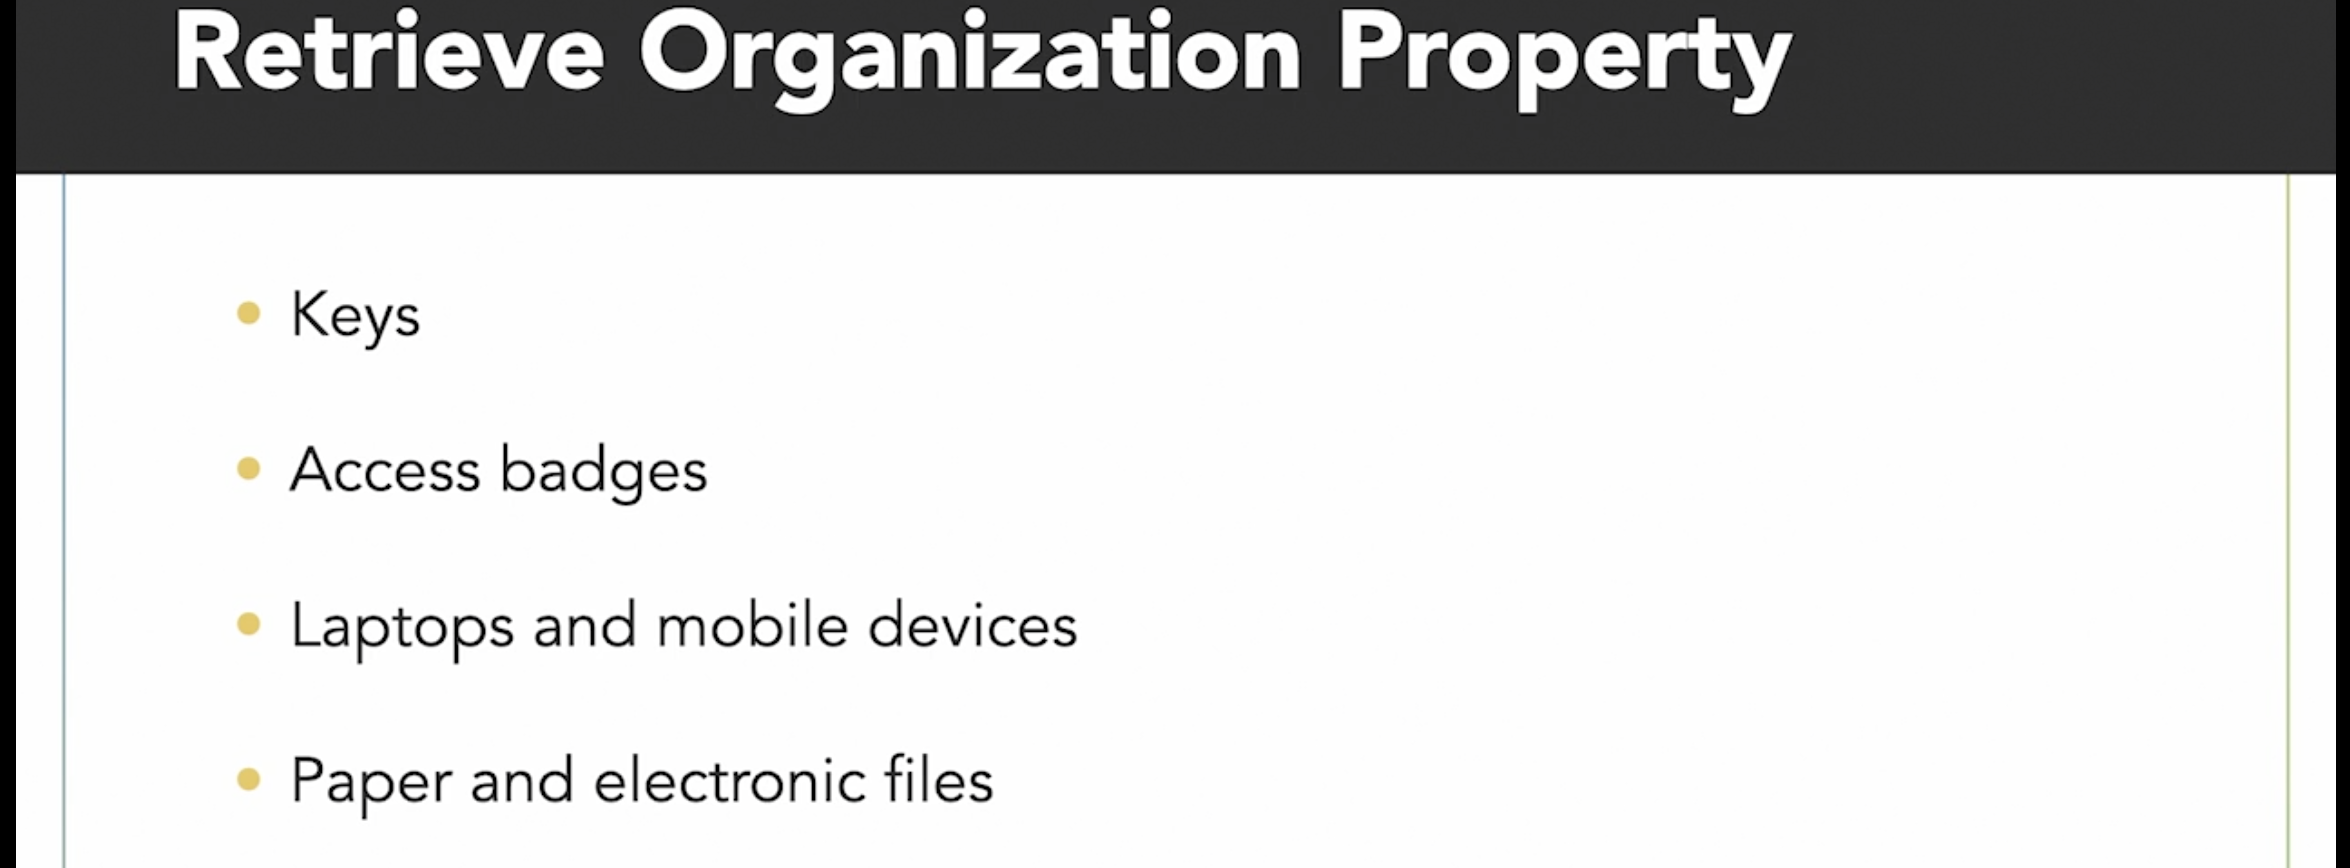 Retrieve Organization Property
Keys
Access badges
Laptops and mobile devices
Paper and electronic files